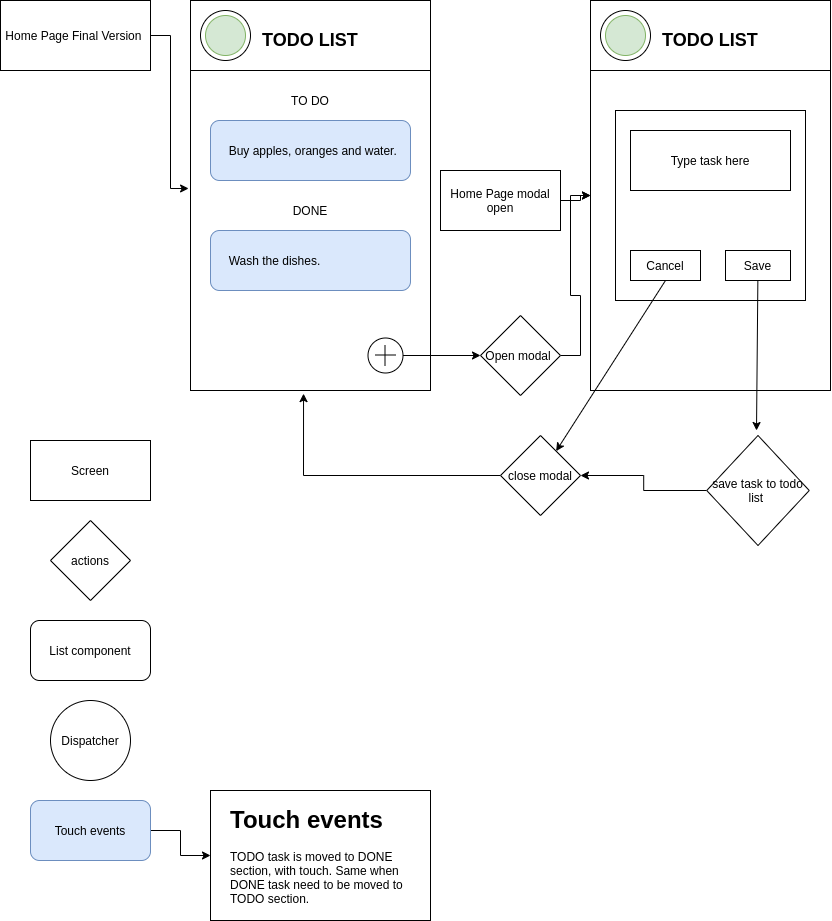 Home Page Final Version
TODO LIST
TO DO
Buy apples, oranges and water.
DONE
Wash the dishes.
Home Page modal
open
Open modal
TODO LIST
Type task here
Cancel
Save
close modal
save task to todo
list
Screen
actions
List component
Dispatcher
Touch events
Touch events
TODO task is moved to DONE
section, with touch. Same when
DONE task need to be moved to
TODO section.